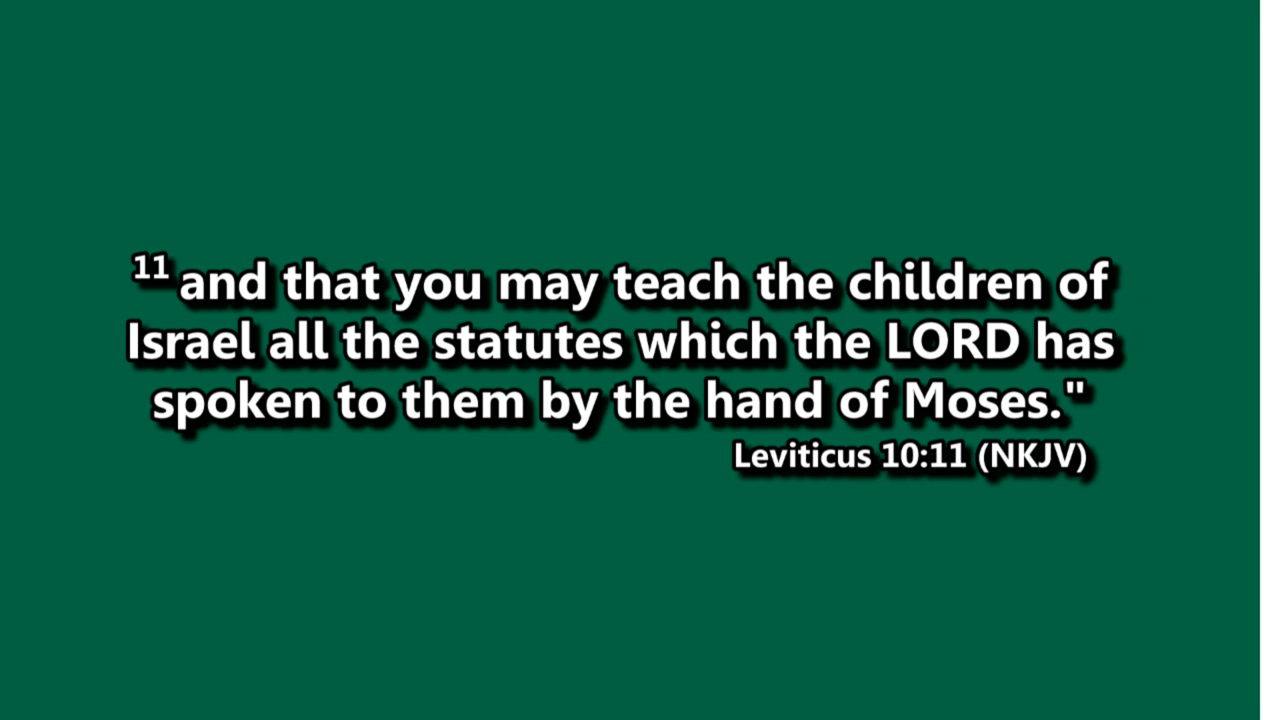 11 and that you may teach the children of
Israel all the statutes which the LORD has
spoken to them by the hand of Moses."
Leviticus 10:11 (NKJV)